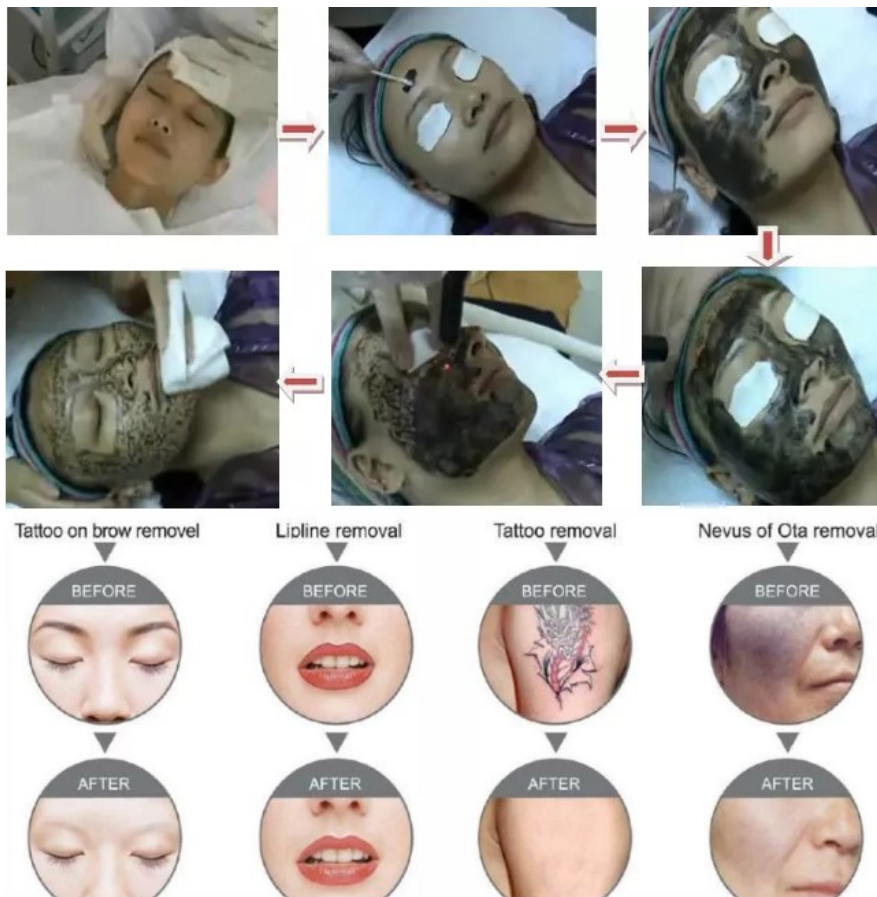 Tattoo on brow removel
Lipline removal
Tattoo removal
Nevus of Ota removal
BEFORE
BEFORE
BEFORE
BEFORE
AFTER
AFTER
AFTER
AFTER